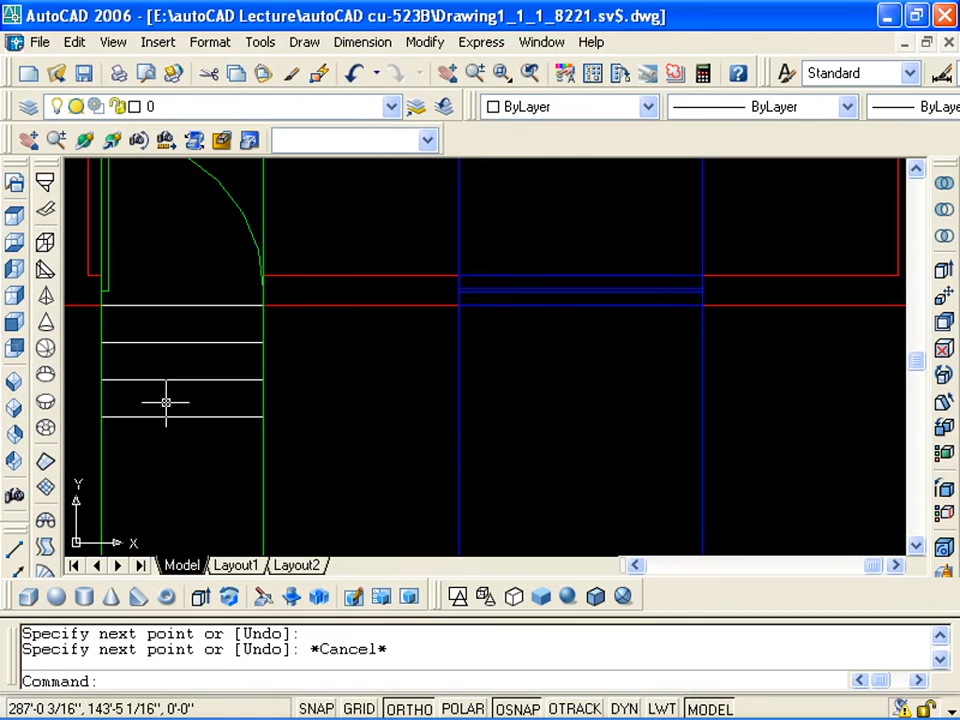 AutoCAD 2006 - [E:\autoCAD Lecture\autoCAD cu-523B\Drawing1_1_1_8221.sv$.dwg]
File Edit View Insert Format Tools Draw Dimension Modify Express Window Help
Standard
0 ByLayer ByLayer ByLaye
Y
X
Model Layout1 Layout2
Specify next point or [Undo]:
Specify next point or [Undo]: *Cancel*
Command:
287'-0 3/16", 143'-5 1/16", 0'-0" SNAP GRID ORTHO POLAR OSNAP OTRACK DYN LWT MODEL